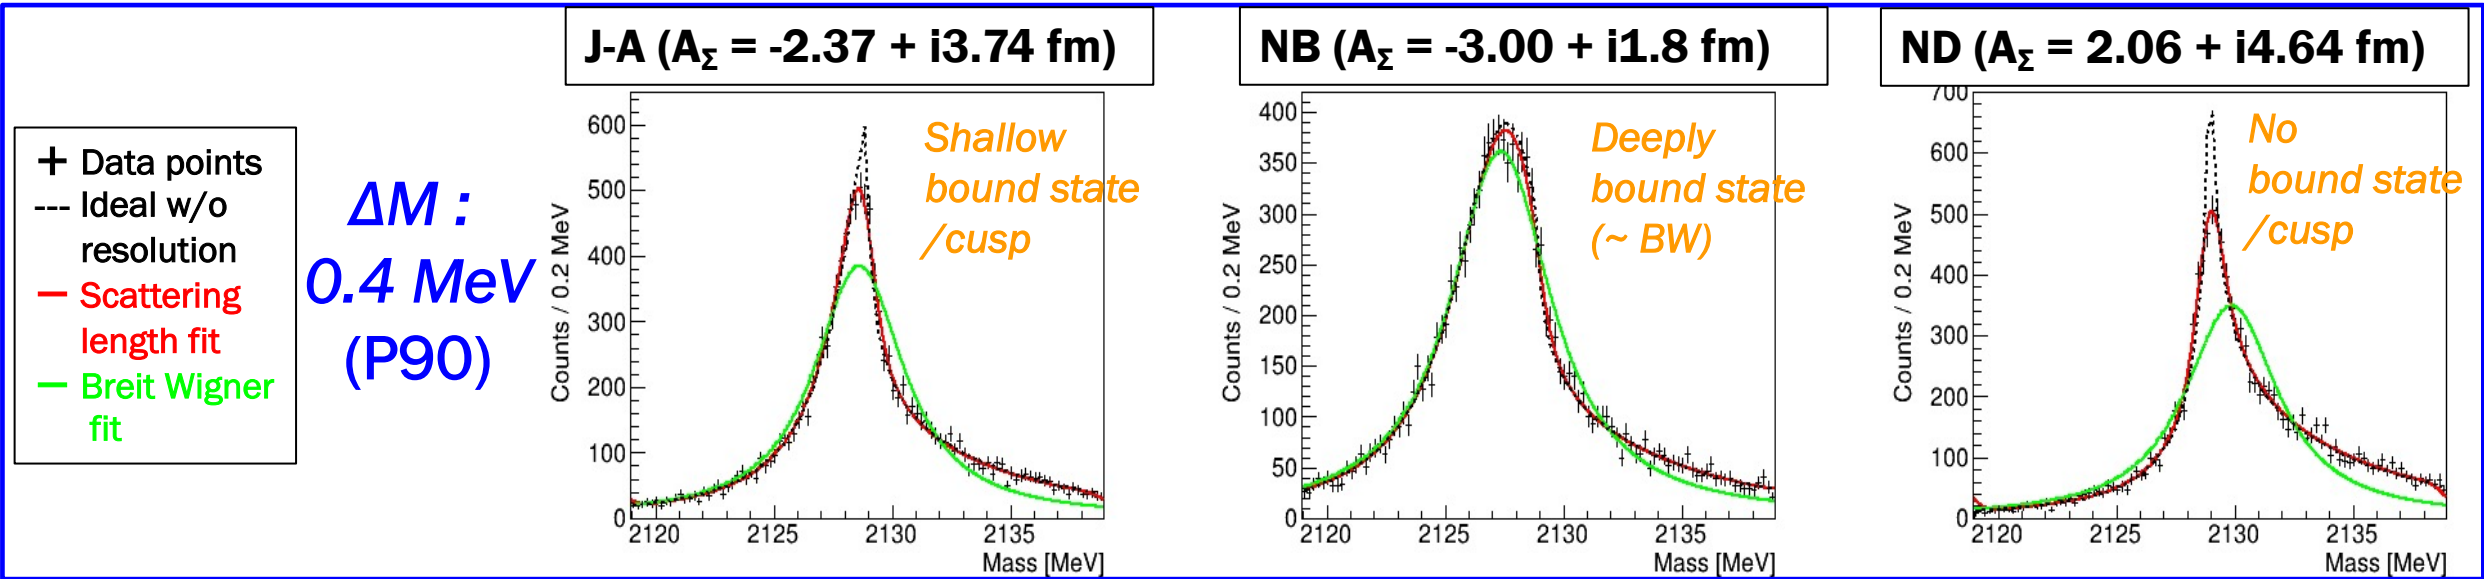 J-A (A_Σ = -2.37 + i3.74 fm)
NB (A_Σ = -3.00 + i1.8 fm)
ND (A_Σ = 2.06 + i4.64 fm)
+ Data points
--- Ideal w/o
resolution
— Scattering
length fit
— Breit Wigner
fit
ΔM :
0.4 MeV
(P90)
Shallow
bound state
/cusp
Counts / 0.2 MeV
600
500
400
300
200
100
0
2120 2125 2130 2135
Mass [MeV]
Deeply
bound state
(~ BW)
Counts / 0.2 MeV
400
350
300
250
200
150
100
50
0
2120 2125 2130 2135
Mass [MeV]
No
bound state
/cusp
Counts / 0.2 MeV
700
600
500
400
300
200
100
0
2120 2125 2130 2135
Mass [MeV]